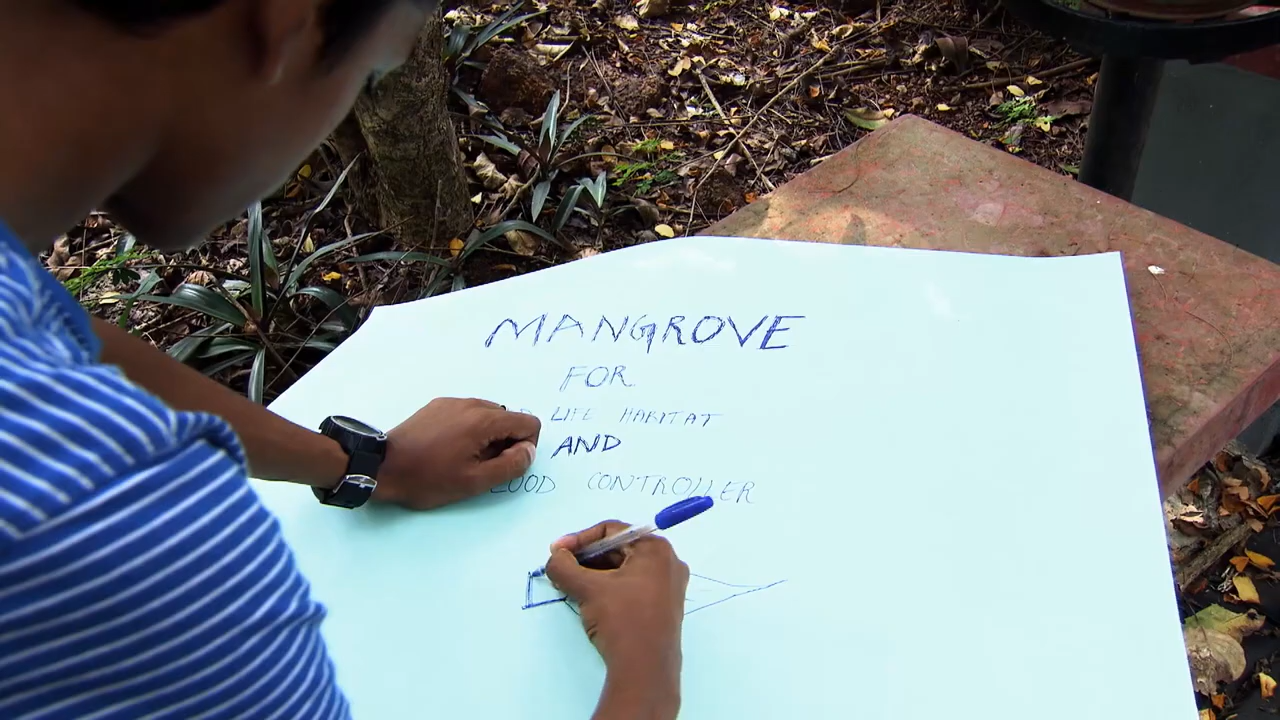 MANGROVE
FOR
LIFE HABITAT
AND
CONTROLLER